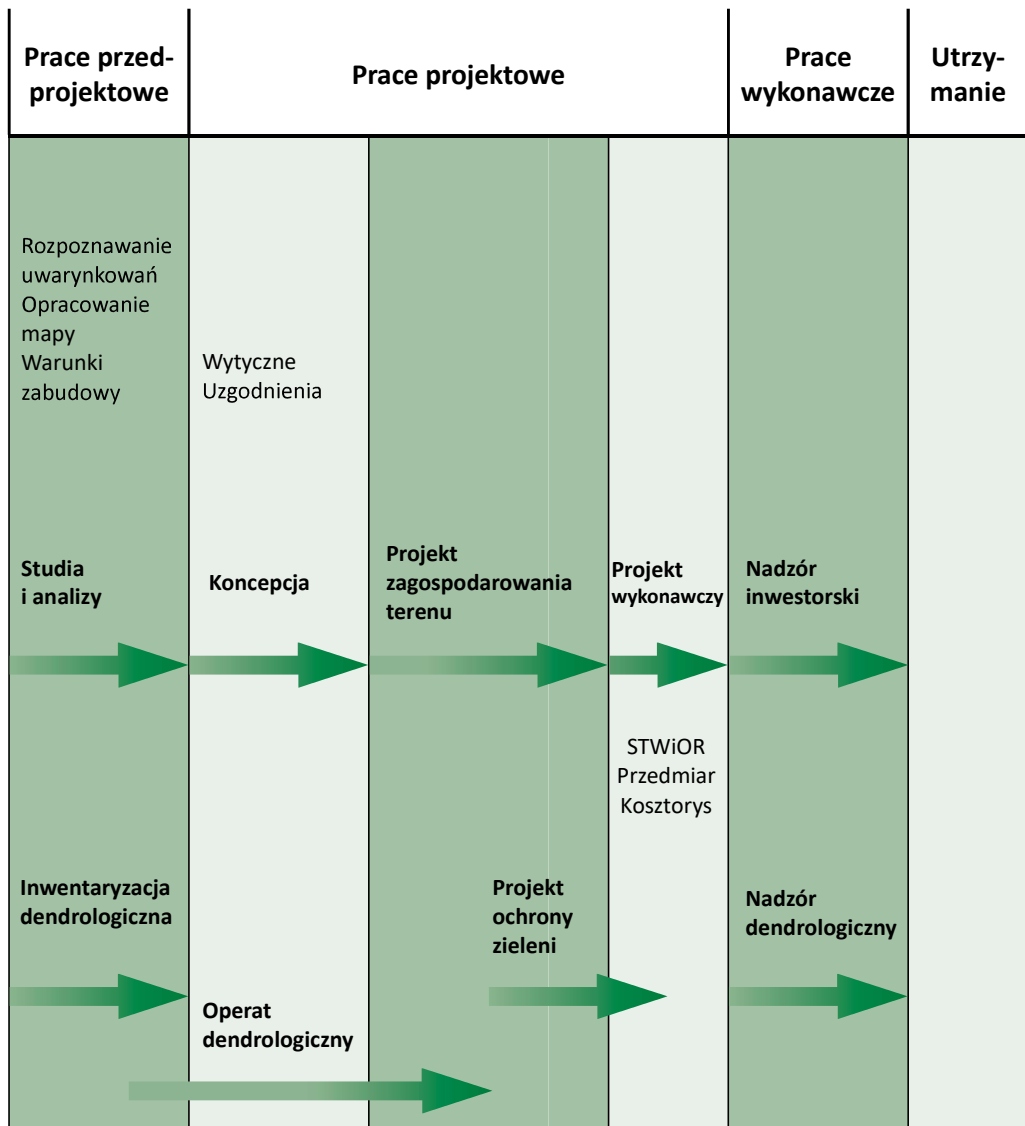 Prace przed-
projektowe
Prace projektowe
Prace
wykonawcze
Utrzy-
manie
Rozpoznawanie
uwarynkowań
Opracowanie
mapy
Warunki
zabudowy
Wytyczne
Uzgodnienia
Studia
i analizy
Koncepcja
Projekt
zagospodarowania
terenu
Projekt
wykonawczy
Nadzór
inwestorski
STWiOR
Przedmiar
Kosztorys
Inwentaryzacja
dendrologiczna
Operat
dendrologiczny
Projekt
ochrony
zieleni
Nadzór
dendrologiczny